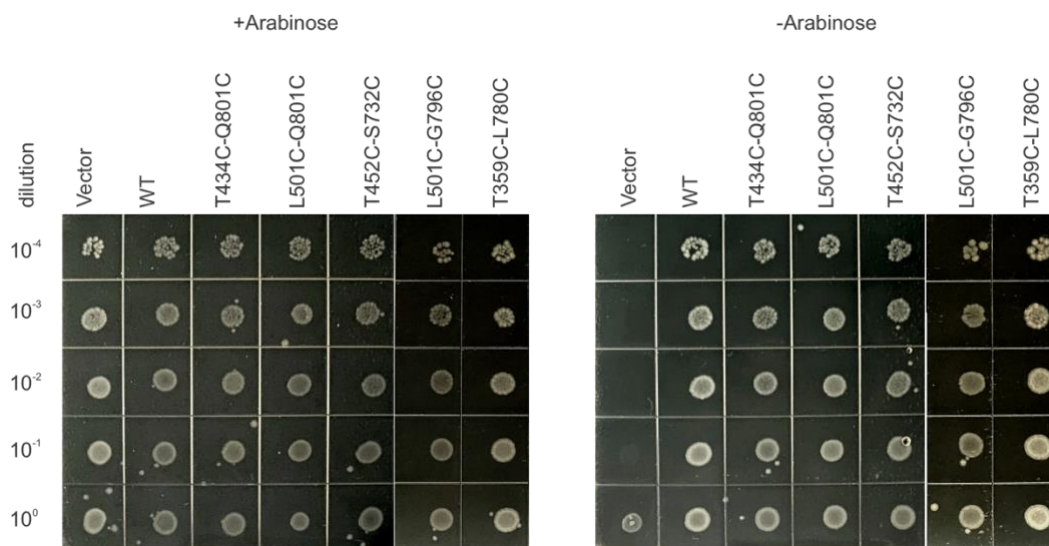 +Arabinose
-Arabinose
dilution
Vector
WT
T434C-Q801C
L501C-Q801C
T452C-S732C
L501C-G796C
T359C-L780C
Vector
WT
T434C-Q801C
L501C-Q801C
T452C-S732C
L501C-G796C
T359C-L780C
10⁻⁴
10⁻³
10⁻²
10⁻¹
10⁰